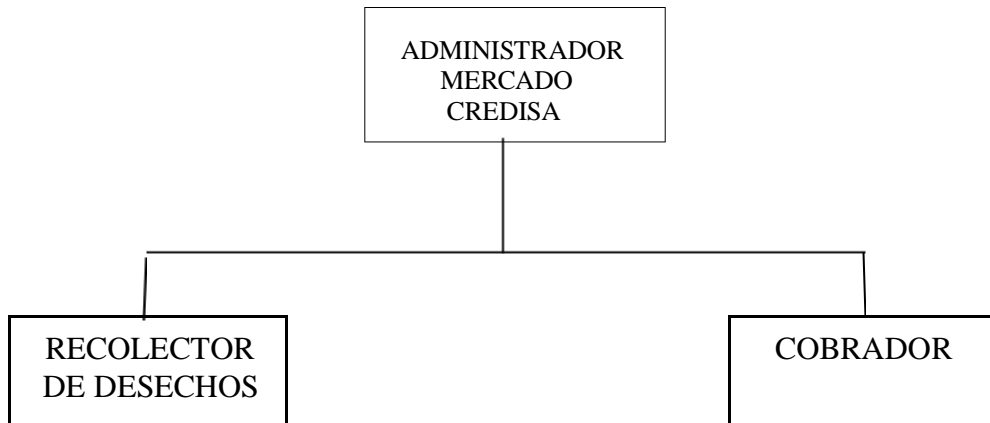 ADMINISTRADOR
MERCADO
CREDISA
RECOLECTOR
DE DESECHOS
COBRADOR